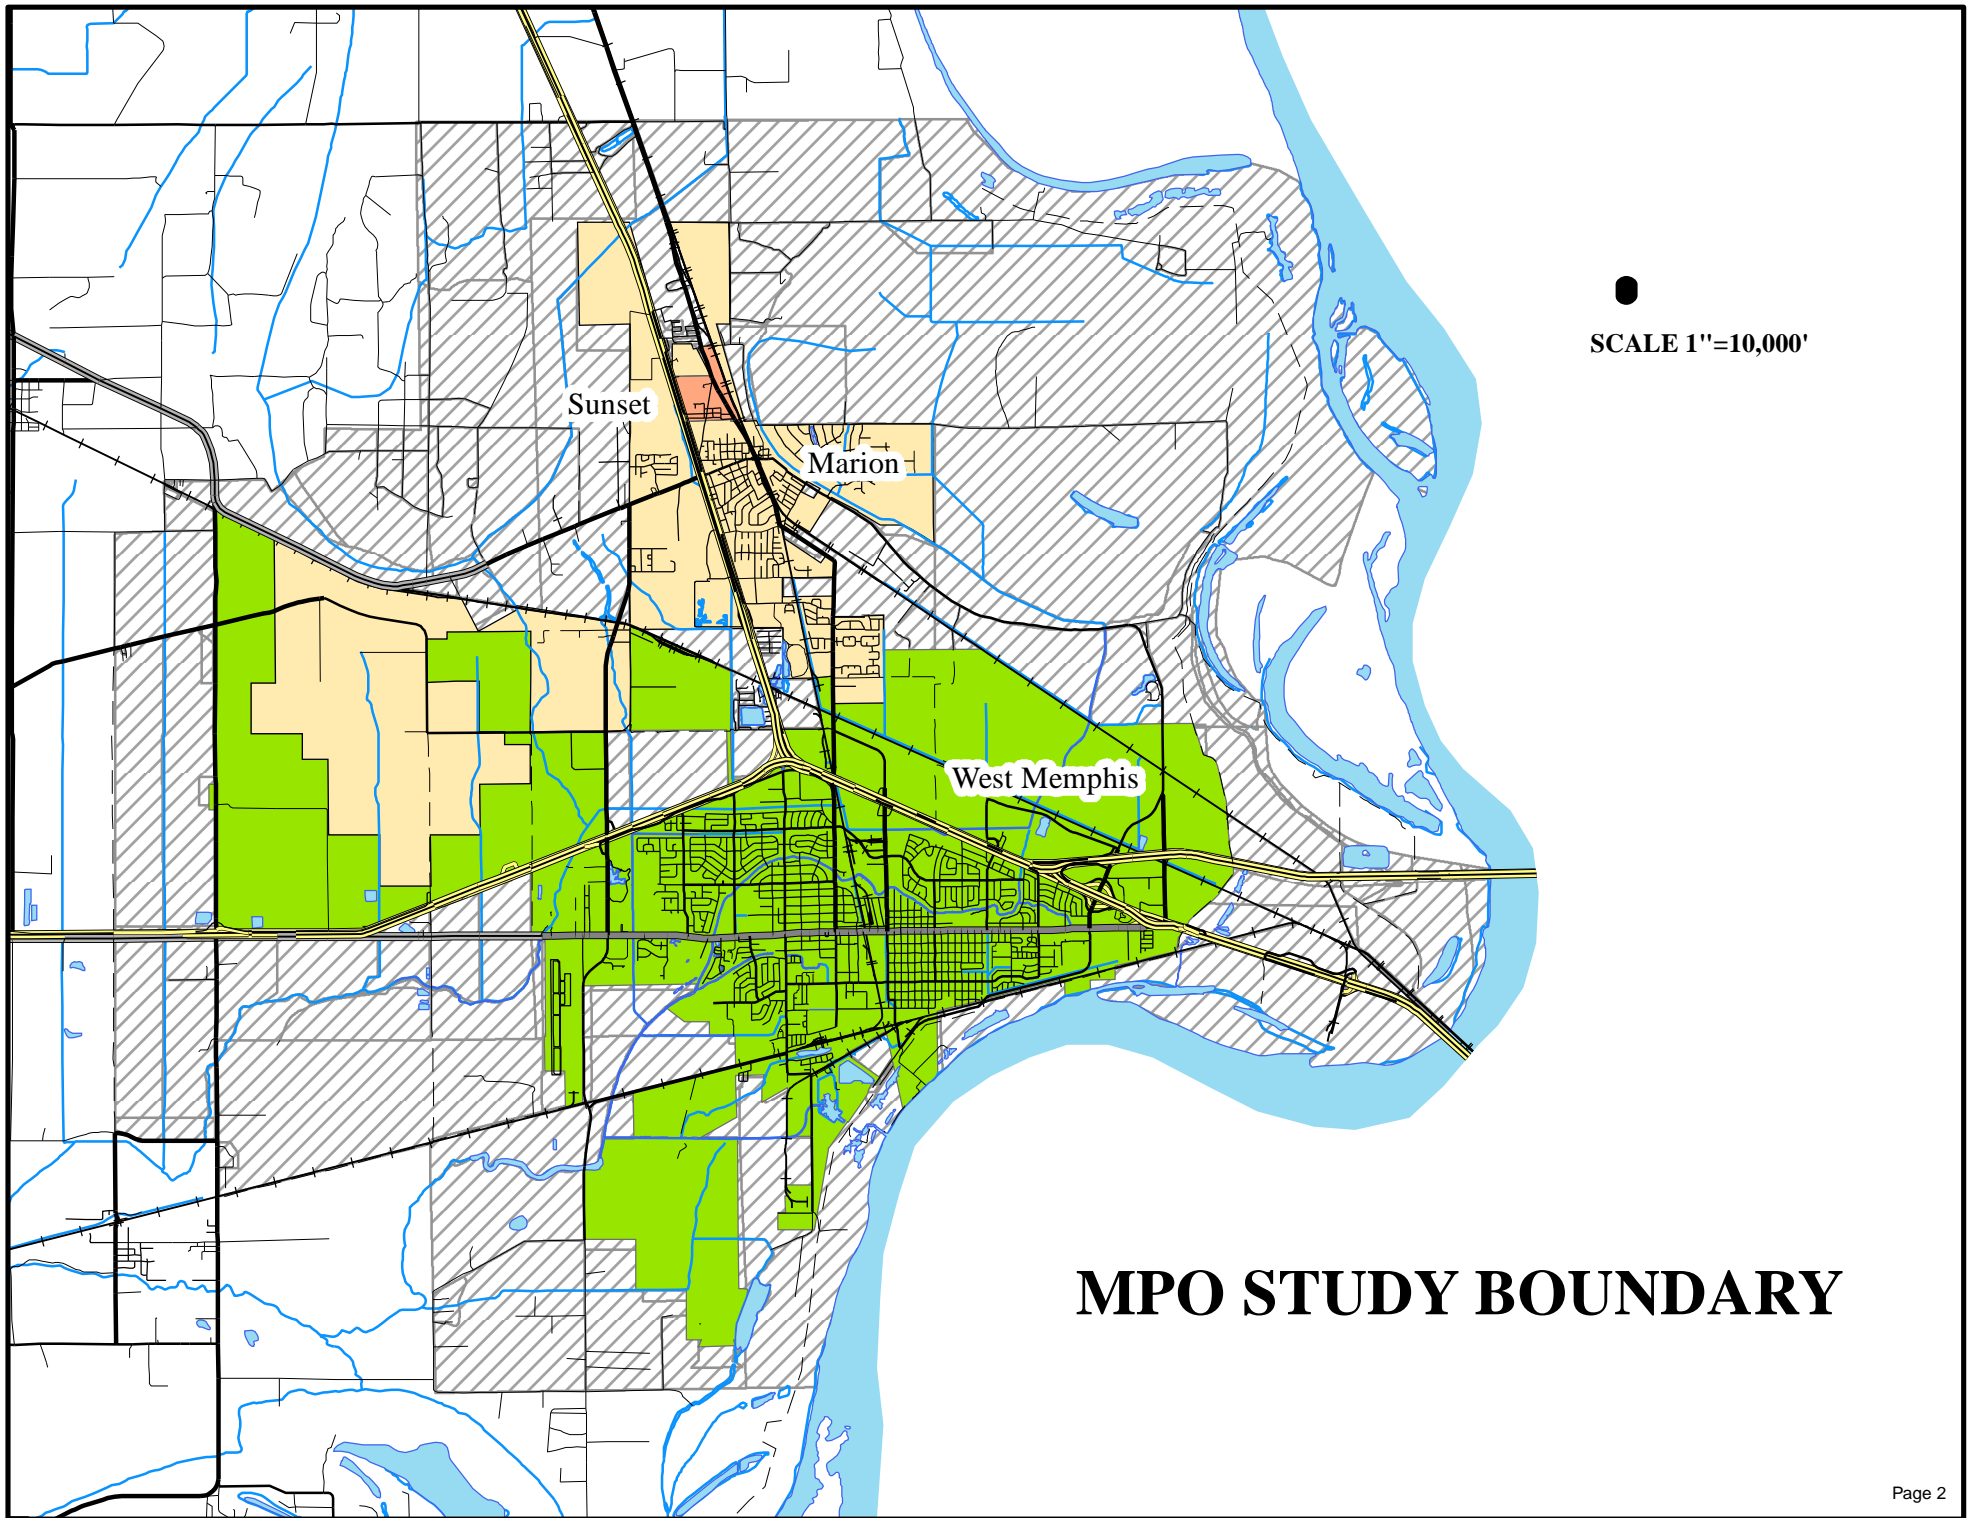 SCALE 1"=10,000'
Sunset
Marion
West Memphis
MPO STUDY BOUNDARY
Page 2